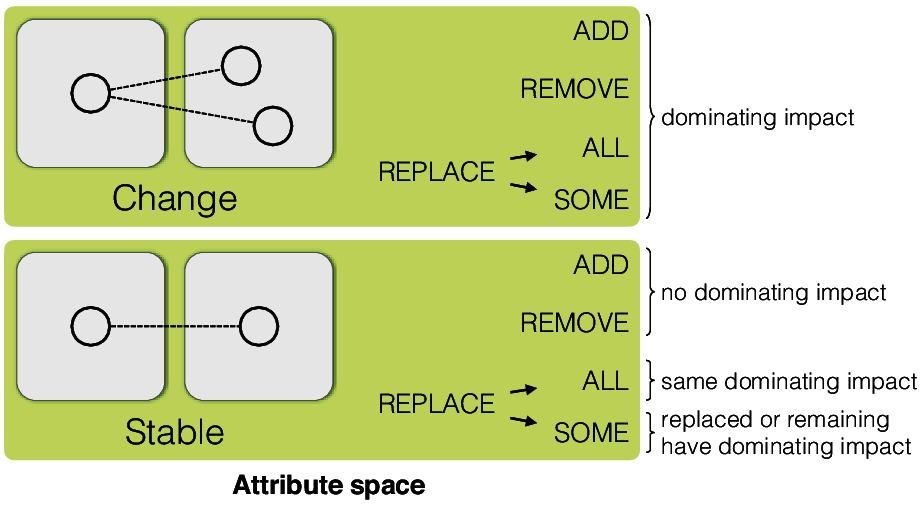 ADD
REMOVE
dominating impact
ALL
REPLACE
SOME
Change
ADD
no dominating impact
REMOVE
ALL
same dominating impact
REPLACE
SOME
replaced or remaining
have dominating impact
Stable
Attribute space